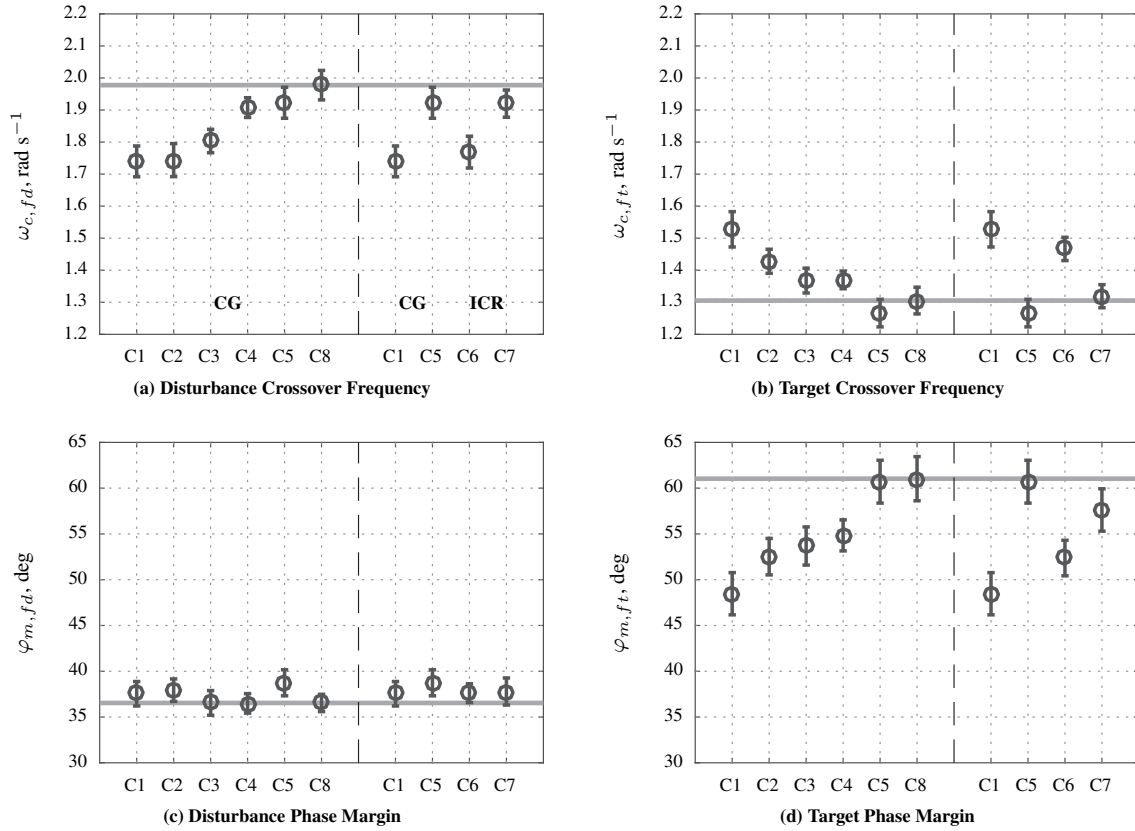 2.2
2.1
2.0
1.9
1.8
1.7
1.6
1.5
1.4
1.3
1.2
ω_{c,fd}, rad s^{−1}
CG CG ICR
C1 C2 C3 C4 C5 C8 C1 C5 C6 C7
(a) Disturbance Crossover Frequency
2.2
2.1
2.0
1.9
1.8
1.7
1.6
1.5
1.4
1.3
1.2
ω_{c,ft}, rad s^{−1}
C1 C2 C3 C4 C5 C8 C1 C5 C6 C7
(b) Target Crossover Frequency
65
60
55
50
45
40
35
30
φ_{m,fd}, deg
C1 C2 C3 C4 C5 C8 C1 C5 C6 C7
(c) Disturbance Phase Margin
65
60
55
50
45
40
35
30
φ_{m,ft}, deg
C1 C2 C3 C4 C5 C8 C1 C5 C6 C7
(d) Target Phase Margin